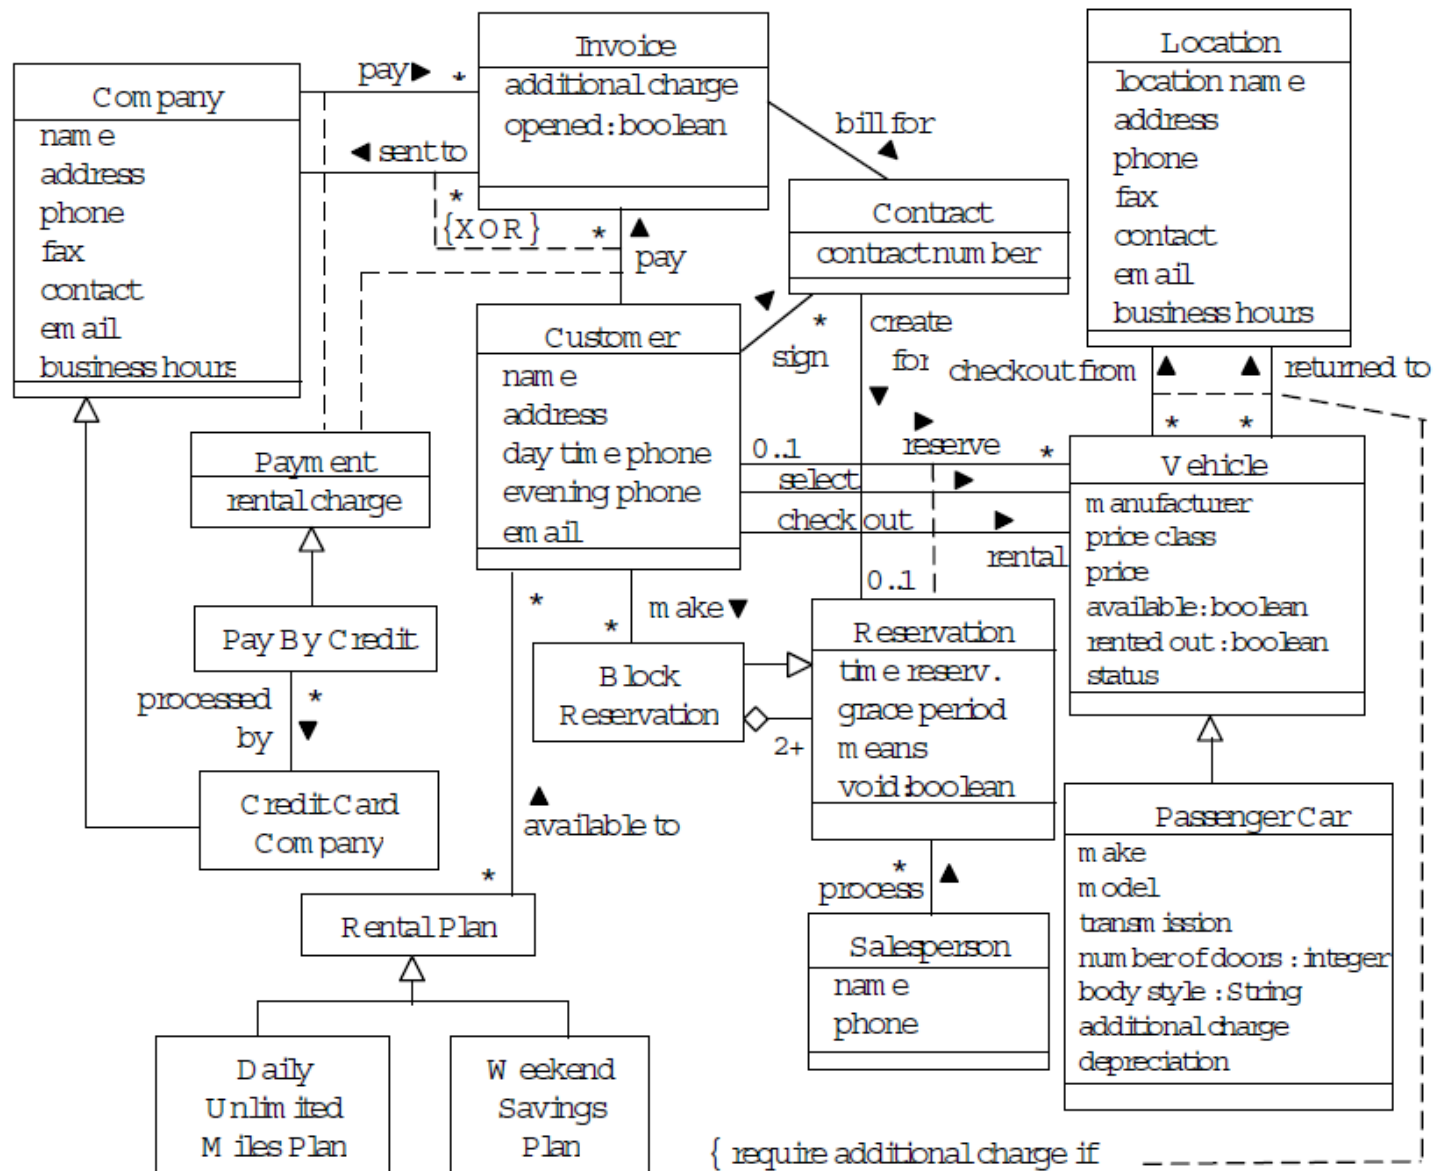 Invoice
additional charge
opened:boolean
Location
location name
address
phone
fax
contact
email
business hours
Company
name
address
phone
fax
contact
email
business hours
pay
*
sent to
*
{XOR}
*
pay
bill for
Contract
contract number
Customer
name
address
day time phone
evening phone
email
*
sign
create
for
checkout from
returned to
*
*
Payment
rental charge
0..1
reserve
*
select
check out
rental
0..1
Vehicle
manufacturer
price class
price
available:boolean
rented out:boolean
status
Pay By Credit
processed
by
*
*
make
*
Block
Reservation
2+
Reservation
time reserv.
grace period
means
void:boolean
Credit Card
Company
available to
*
Rental Plan
*
process
Salesperson
name
phone
Passenger Car
make
model
transmission
number of doors : integer
body style : String
additional charge
depreciation
Daily
Unlimited
Miles Plan
Weekend
Savings
Plan
{ require additional charge if